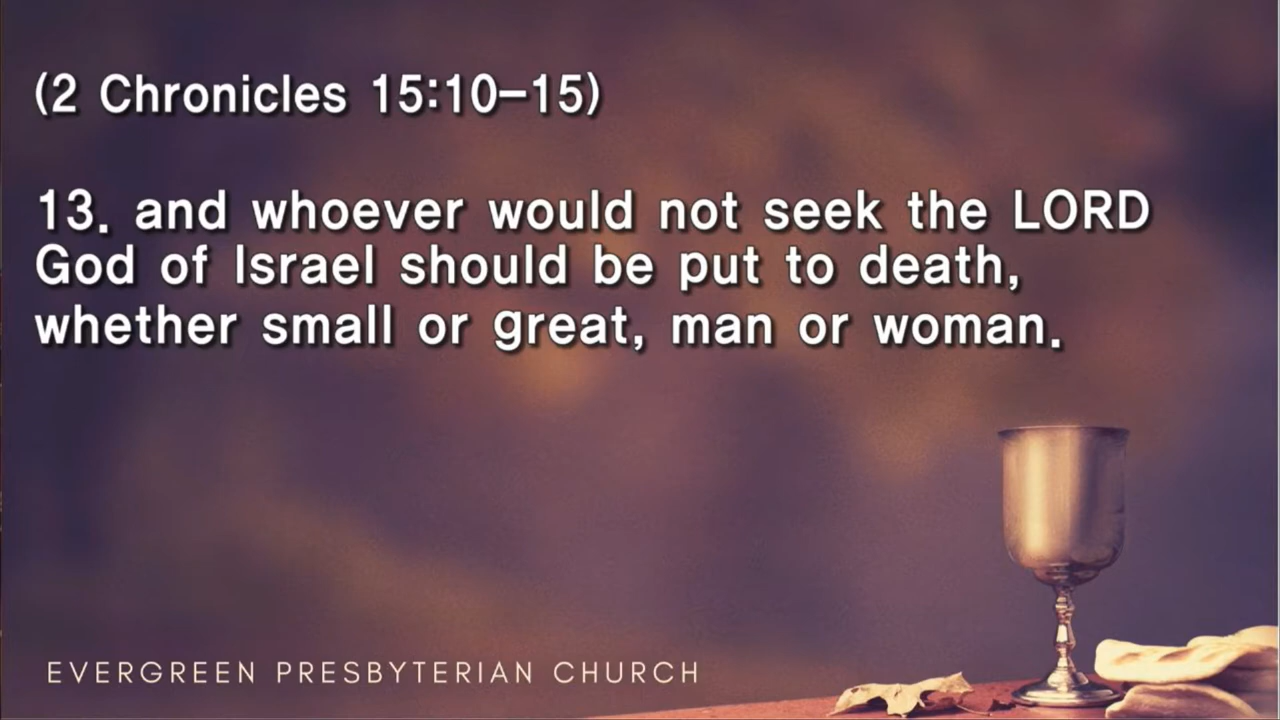 (2 Chronicles 15:10-15)
13. and whoever would not seek the LORD
God of Israel should be put to death,
whether small or great, man or woman.
EVERGREEN PRESBYTERIAN CHURCH